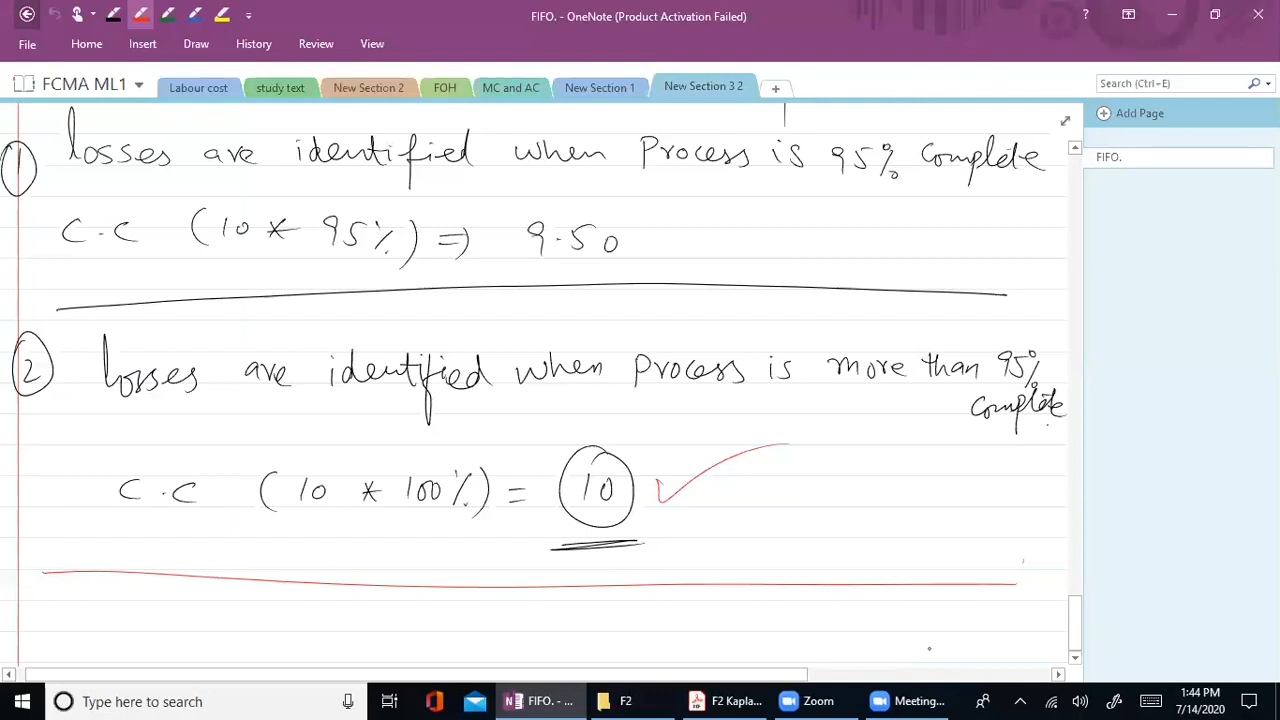 FIFO. - OneNote (Product Activation Failed)
File Home Insert Draw History Review View
FCMA ML1
Labour cost study text New Section 2 FOH MC and AC New Section 1 New Section 3 2
Search (Ctrl+E)
Add Page
FIFO.
1 losses are identified when Process is 95% Complete
C.C (10 * 95%) => 9.50
2 losses are identified when Process is more than 95%
Complete
C.C (10 * 100%) = 10
Type here to search
FIFO. - ... F2 F2 Kapla... Zoom Meeting...
1:44 PM
7/14/2020